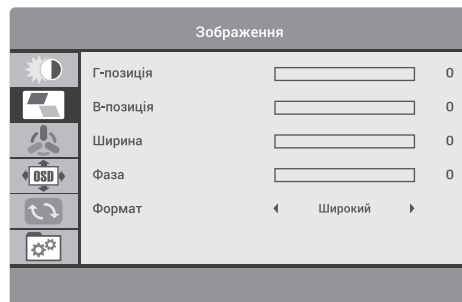 Зображення
Г-позиція 0
В-позиція 0
Ширина 0
Фаза 0
OSD
Формат Широкий